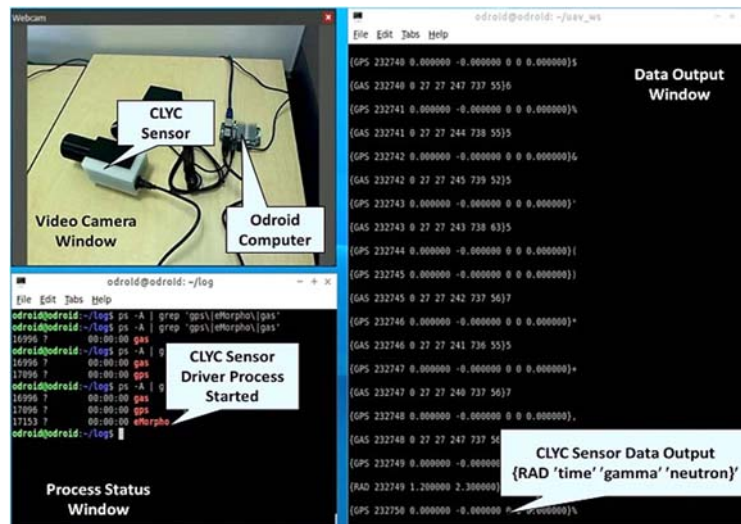 Webcam
CLYC
Sensor
Video Camera
Window
Odroid
Computer
odroid@odroid: ~/log
File Edit Tabs Help
odroid@odroid:~/log$ ps -A | grep 'gps\|eMorpho\|gas'
odroid@odroid:~/log$ ps -A | grep 'gps\|eMorpho\|gas'
16996 ? 00:00:00 gas
odroid@odroid:~/log$ ps -A | g
16996 ? 00:00:00 gas
17096 ? 00:00:00 gps
odroid@odroid:~/log$ ps -A | g
16996 ? 00:00:00 gas
17096 ? 00:00:00 gps
17153 ? 00:00:00 eMorpho
odroid@odroid:~/log$
CLYC Sensor
Driver Process
Started
Process Status
Window
odroid@odroid: ~/uav_ws
File Edit Tabs Help
Data Output
Window
{GPS 232740 0.000000 -0.000000 0 0 0.000000}$
{GAS 232740 0 27 27 247 737 55}6
{GPS 232741 0.000000 -0.000000 0 0 0.000000}%
{GAS 232741 0 27 27 244 738 55}5
{GPS 232742 0.000000 -0.000000 0 0 0.000000}&
{GAS 232742 0 27 27 245 739 52}5
{GPS 232743 0.000000 -0.000000 0 0 0.000000}'
{GAS 232743 0 27 27 243 738 63}5
{GPS 232744 0.000000 -0.000000 0 0 0.000000}(
{GPS 232745 0.000000 -0.000000 0 0 0.000000})
{GAS 232745 0 27 27 242 737 56}7
{GPS 232746 0.000000 -0.000000 0 0 0.000000}*
{GAS 232746 0 27 27 241 736 55}5
{GPS 232747 0.000000 -0.000000 0 0 0.000000}+
{GAS 232747 0 27 27 240 737 56}7
{GPS 232748 0.000000 -0.000000 0 0 0.000000},
{GAS 232748 0 27 27 247 737 56
{GPS 232749 0.000000 -0.000000
{RAD 232749 1.200000 2.300000}
{GPS 232750 0.000000 -0.000000 0 0 0.000000}%
CLYC Sensor Data Output
{RAD 'time' 'gamma' 'neutron}'